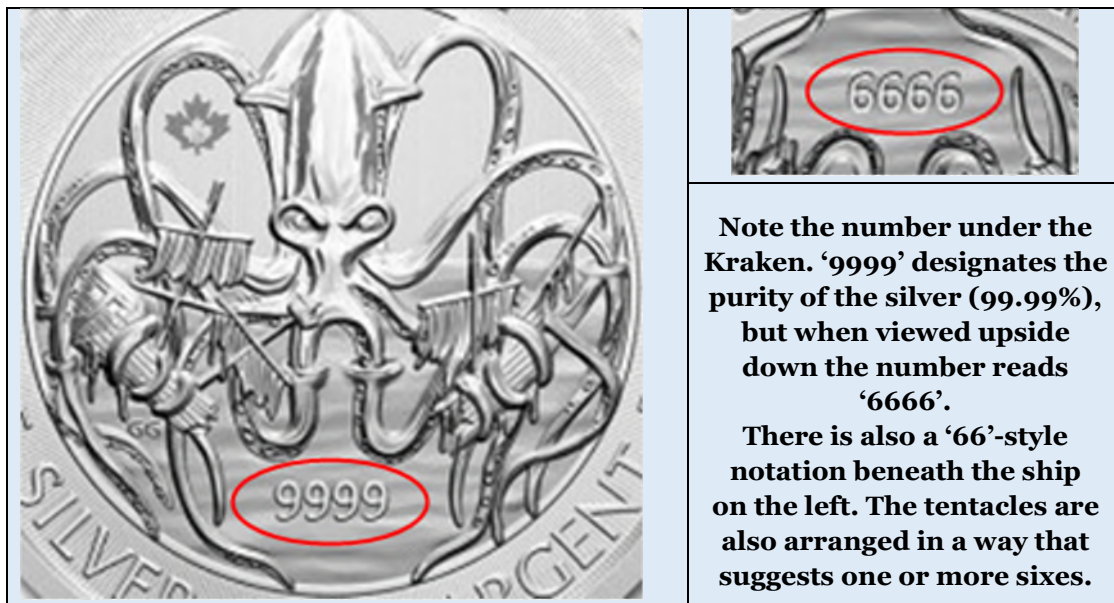 6666
Note the number under the
Kraken. ‘9999’ designates the
purity of the silver (99.99%),
but when viewed upside
down the number reads
‘6666’.
There is also a ‘66’-style
notation beneath the ship
on the left. The tentacles are
also arranged in a way that
suggests one or more sixes.
GG
9999
SILVER
ARGENT